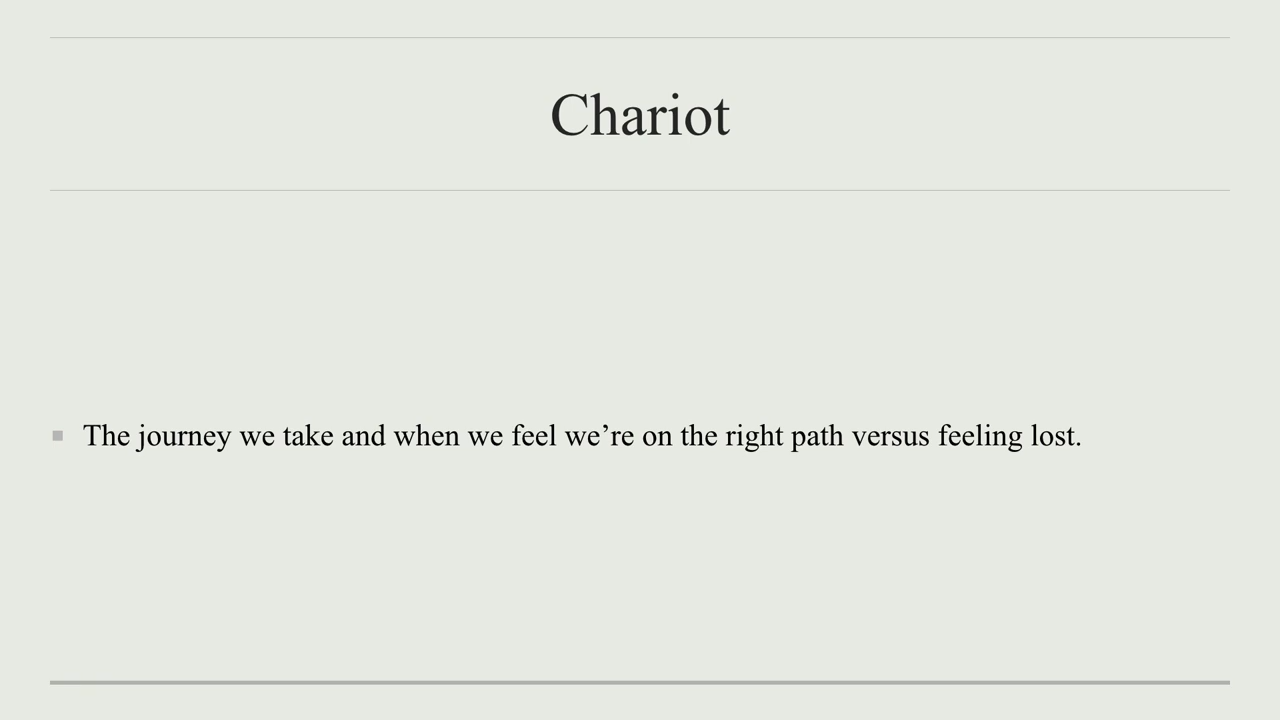 Chariot
The journey we take and when we feel we’re on the right path versus feeling lost.